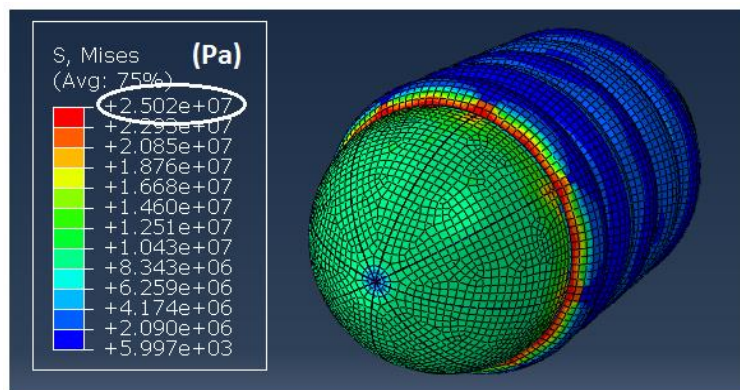 S, Mises (Pa)
(Avg: 75%)
+2.502e+07
+2.293e+07
+2.085e+07
+1.876e+07
+1.668e+07
+1.460e+07
+1.251e+07
+1.043e+07
+8.343e+06
+6.259e+06
+4.174e+06
+2.090e+06
+5.997e+03